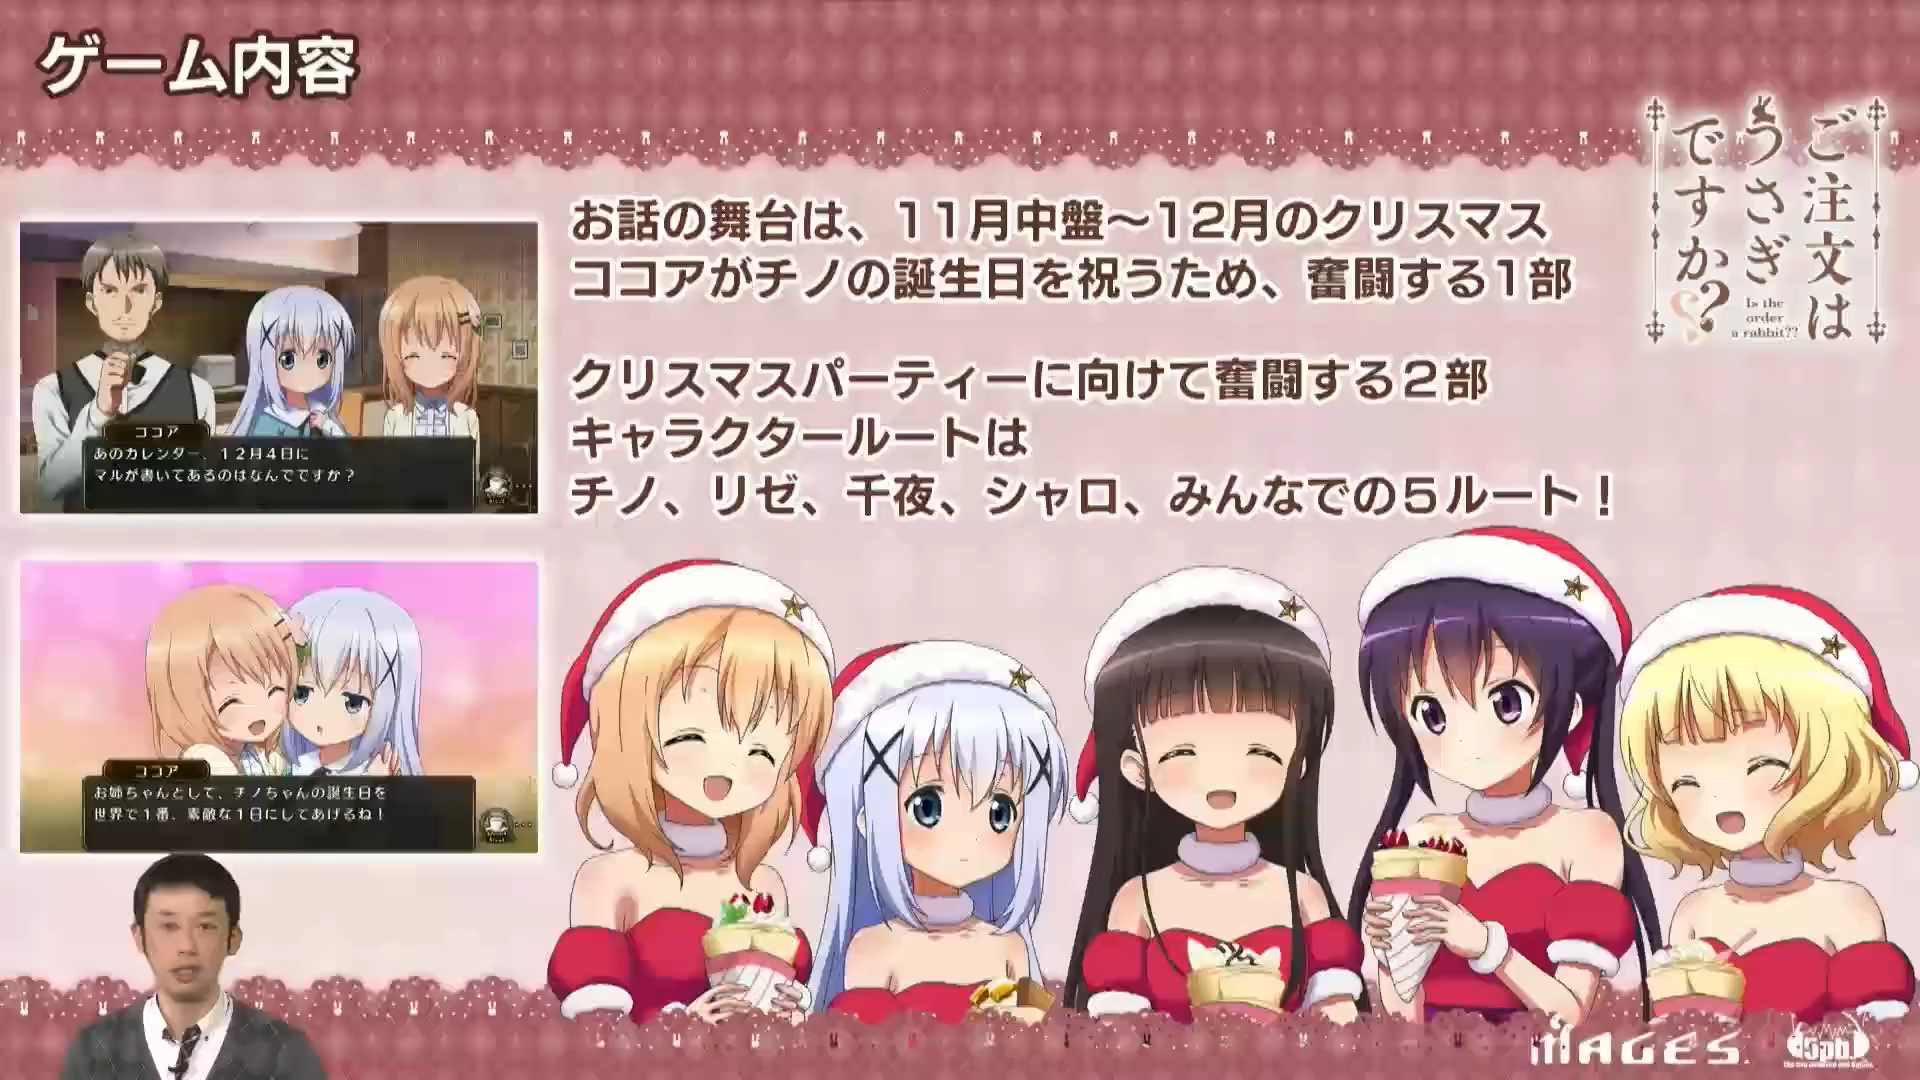 ゲーム内容
ご注文は
うさぎ
ですか?
Is the
order
a rabbit??
お話の舞台は、11月中盤～12月のクリスマス
ココアがチノの誕生日を祝うため、奮闘する1部
クリスマスパーティーに向けて奮闘する2部
キャラクタールートは
チノ、リゼ、千夜、シャロ、みんなでの5ルート！
ココア
あのカレンダー、12月4日に
マルが書いてあるのはなんでですか？
ココア
お姉ちゃんとして、チノちゃんの誕生日を
世界で1番、素敵な1日にしてあげるね！
MAGES.
5pb.